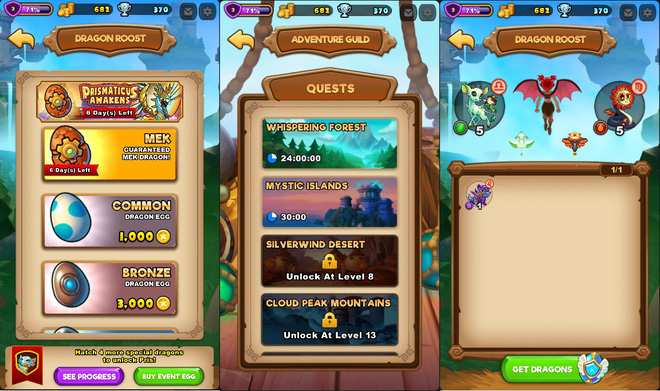 3 71% 682 370
DRAGON ROOST
PRISMATICUS
AWAKENS
6 Day(s) Left
MEK
GUARANTEED
MEK DRAGON!
6 Day(s) Left
COMMON
DRAGON EGG
1,000
BRONZE
DRAGON EGG
3,000
Hatch 4 more special dragons
to unlock Pris!
SEE PROGRESS
BUY EVENT EGG
3 71% 682 370
ADVENTURE GUILD
QUESTS
WHISPERING FOREST
24:00:00
MYSTIC ISLANDS
30:00
SILVERWIND DESERT
Unlock At Level 8
CLOUD PEAK MOUNTAINS
Unlock At Level 13
3 71% 682 370
DRAGON ROOST
♎ ♍
5 5
1/1
1
GET DRAGONS